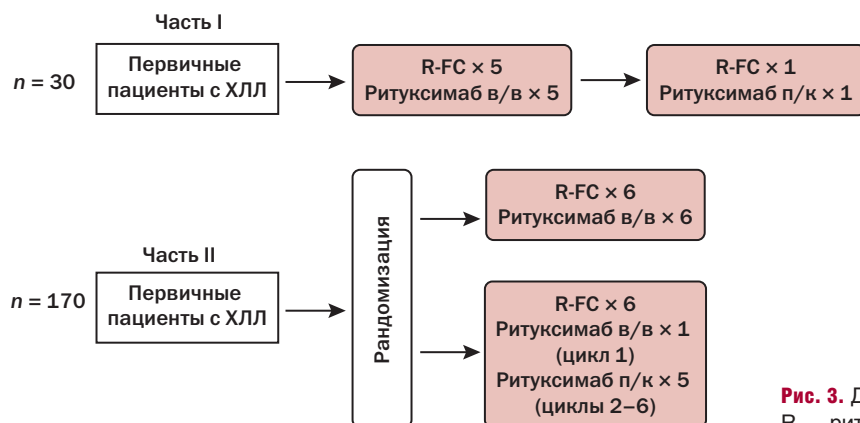 Часть I
n = 30
Первичные
пациенты с ХЛЛ
R-FC × 5
Ритуксимаб в/в × 5
R-FC × 1
Ритуксимаб п/к × 1
Часть II
n = 170
Первичные
пациенты с ХЛЛ
Рандомизация
R-FC × 6
Ритуксимаб в/в × 6
R-FC × 6
Ритуксимаб в/в × 1
(цикл 1)
Ритуксимаб п/к × 5
(циклы 2–6)
Рис. 3.